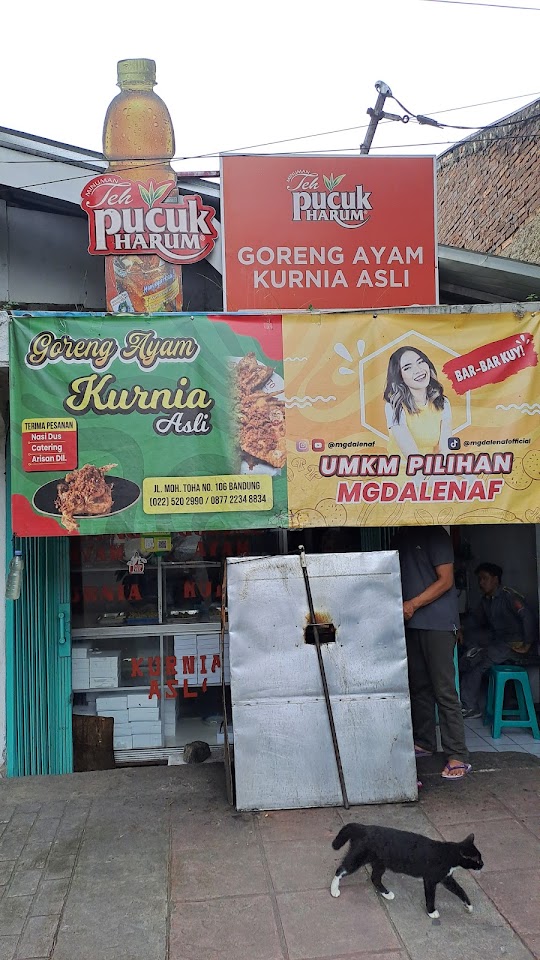 MINUMAN
Teh
pucuk
HARUM
MINUMAN
Teh
pucuk
HARUM
GORENG AYAM
KURNIA ASLI
Goreng Ayam
Kurnia
Asli
TERIMA PESANAN
Nasi Dus
Catering
Arisan Dll.
JL. MOH. TOHA NO. 106 BANDUNG
(022) 520 2990 / 0877 2234 8834
BAR-BAR KUY!
@mgdalenaf
@mgdalenafofficial
UMKM PILIHAN
MGDALENAF
KURNIA
KURNIA
ASLI